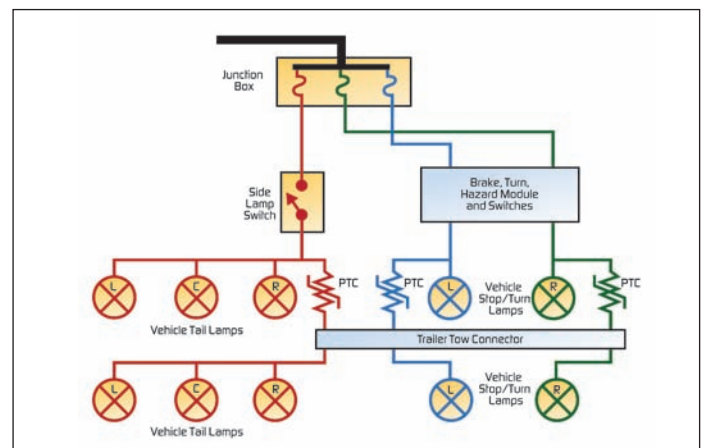 Junction
Box
Side
Lamp
Switch
Brake, Turn,
Hazard Module
and Switches
L
C
R
PTC
PTC
L
Vehicle
Stop/Turn
Lamps
R
PTC
Vehicle Tail Lamps
Trailer Tow Connector
L
C
R
L
Vehicle
Stop/Turn
Lamps
R
Vehicle Tail Lamps